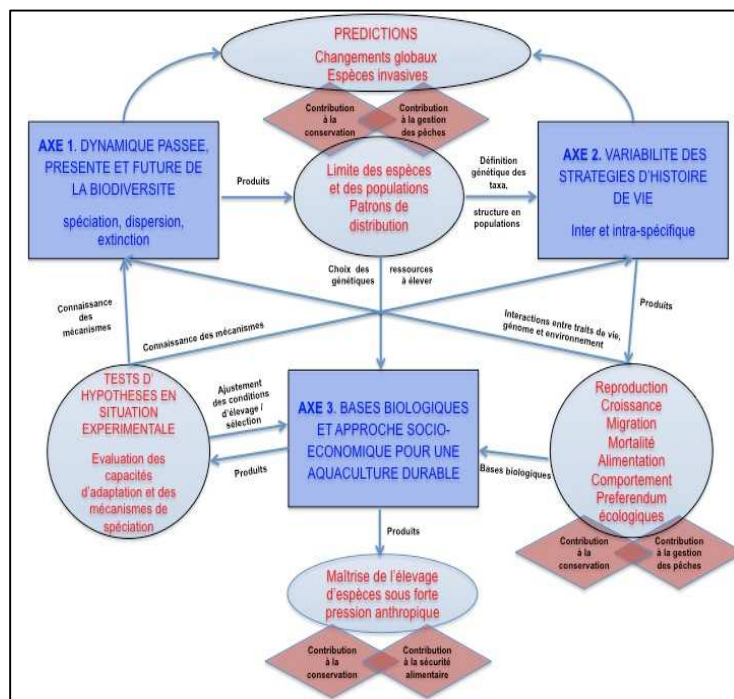 PREDICTIONS
Changements globaux
Espèces invasives
Contribution
à la
conservation
Contribution
à la gestion
des pêches
AXE 1. DYNAMIQUE PASSEE,
PRESENTE ET FUTURE DE
LA BIODIVERSITE
spéciation, dispersion,
extinction
Produits
Limite des espèces
et des populations
Patrons de
distribution
Définition
génétique des
taxa,
structure en
populations
AXE 2. VARIABILITE DES
STRATEGIES D'HISTOIRE
DE VIE
Inter et intra-spécifique
Choix des ressources
génétiques à élever
Connaissance
des
mécanismes
Connaissance des mécanismes
Interactions entre traits de vie,
génome et environnement
Produits
TESTS D'
HYPOTHESES EN
SITUATION
EXPERIMENTALE
Evaluation des
capacités
d'adaptation et des
mécanismes de
spéciation
Ajustement
des conditions
d'élevage /
sélection
Produits
AXE 3. BASES BIOLOGIQUES
ET APPROCHE SOCIO-
ECONOMIQUE POUR UNE
AQUACULTURE DURABLE
Bases biologiques
Reproduction
Croissance
Migration
Mortalité
Alimentation
Comportement
Preferendum
écologiques
Contribution
à la
conservation
Contribution
à la gestion
des pêches
Produits
Maîtrise de l'élevage
d'espèces sous forte
pression anthropique
Contribution
à la
conservation
Contribution
à la sécurité
alimentaire